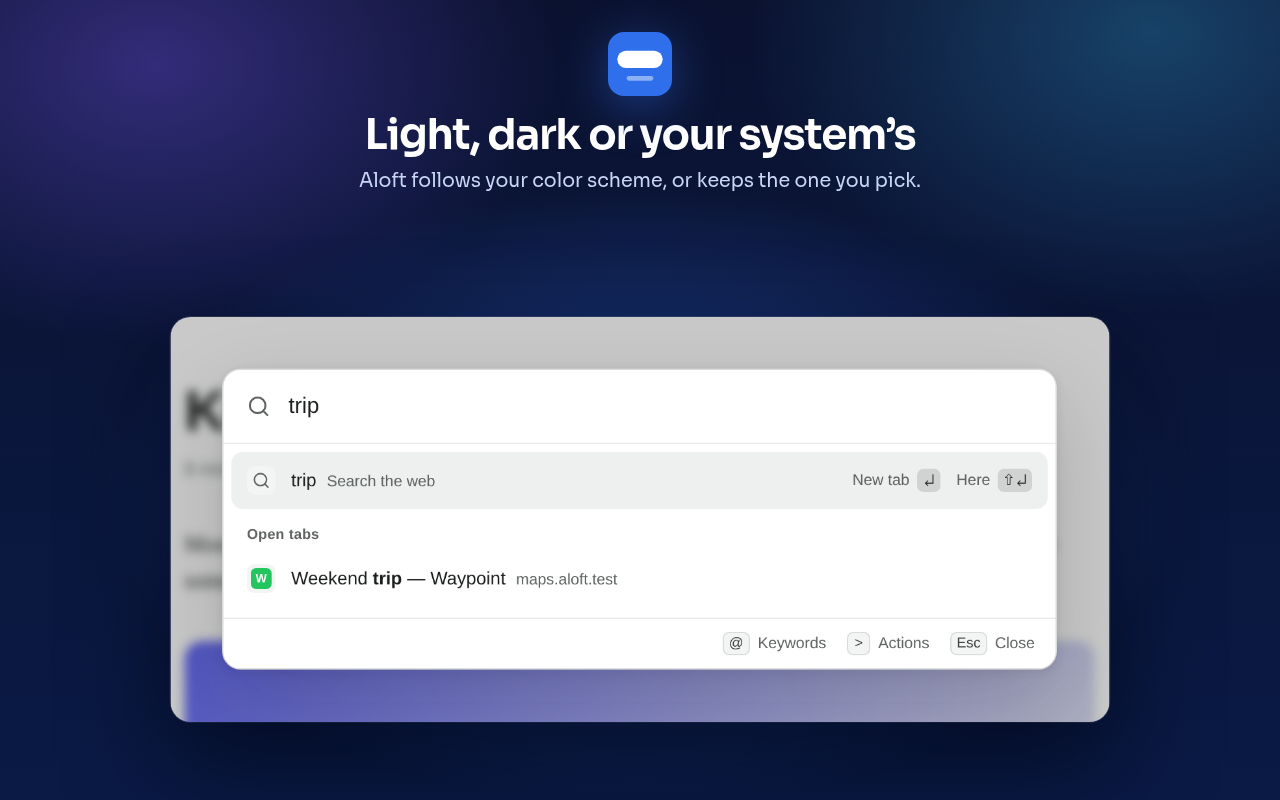 Light, dark or your system’s
Aloft follows your color scheme, or keeps the one you pick.
trip
trip Search the web New tab ↵ Here ⇧↵
Open tabs
W Weekend trip — Waypoint maps.aloft.test
@ Keywords > Actions Esc Close